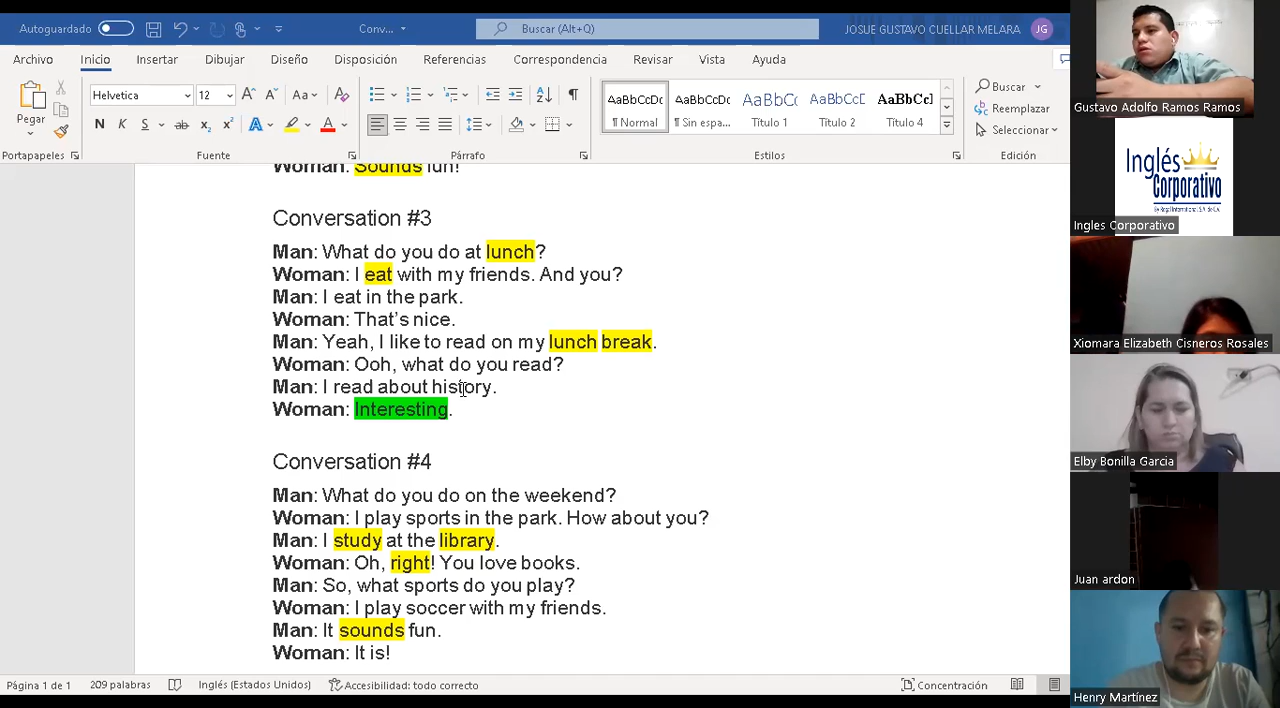 Autoguardado
Conv...
Buscar (Alt+Q)
JOSUE GUSTAVO CUELLAR MELARA
JG
Archivo
Inicio
Insertar
Dibujar
Diseño
Disposición
Referencias
Correspondencia
Revisar
Vista
Ayuda
Pegar
Helvetica
12
Aa
N
K
S
ab
x₂
x²
A
A
AaBbCcDc
¶ Normal
AaBbCcDc
¶ Sin espa...
AaBbCc
Título 1
AaBbCcD
Título 2
AaBbCc
Título 4
Buscar
Reemplazar
Seleccionar
Portapapeles
Fuente
Párrafo
Estilos
Edición
Woman: Sounds fun!
Conversation #3
Man: What do you do at lunch?
Woman: I eat with my friends. And you?
Man: I eat in the park.
Woman: That's nice.
Man: Yeah, I like to read on my lunch break.
Woman: Ooh, what do you read?
Man: I read about history.
Woman: Interesting.
Conversation #4
Man: What do you do on the weekend?
Woman: I play sports in the park. How about you?
Man: I study at the library.
Woman: Oh, right! You love books.
Man: So, what sports do you play?
Woman: I play soccer with my friends.
Man: It sounds fun.
Woman: It is!
Página 1 de 1
209 palabras
Inglés (Estados Unidos)
Accesibilidad: todo correcto
Concentración
Gustavo Adolfo Ramos Ramos
Inglés
Corporativo
Ingles Corporativo
Xiomara Elizabeth Cisneros Rosales
Elby Bonilla Garcia
Juan ardon
Henry Martínez